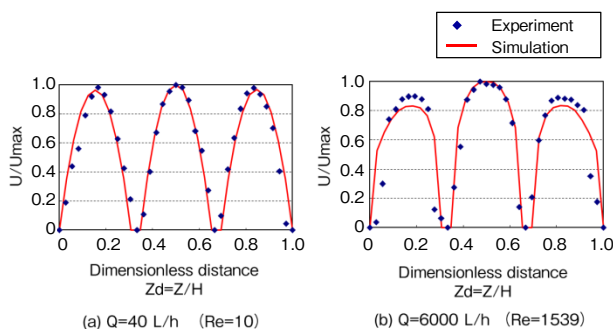 Experiment
Simulation
U/Umax
1.0
0.8
0.6
0.4
0.2
0
0 0.2 0.4 0.6 0.8 1.0
Dimensionless distance
Zd=Z/H
(a) Q=40 L/h （Re=10）
U/Umax
1.0
0.8
0.6
0.4
0.2
0
0 0.2 0.4 0.6 0.8 1.0
Dimensionless distance
Zd=Z/H
(b) Q=6000 L/h （Re=1539）